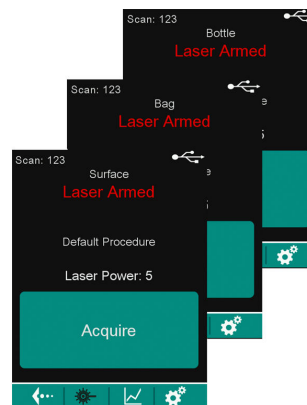 Scan: 123
Bottle
Laser Armed
Scan: 123
Bag
Laser Armed
Scan: 123
Surface
Laser Armed
Default Procedure
Laser Power: 5
Acquire